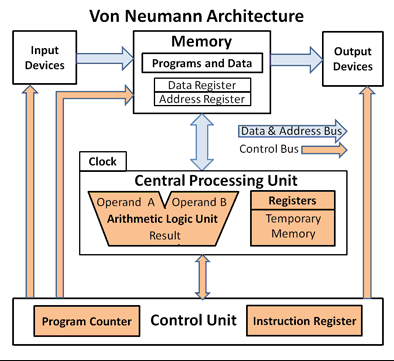 Von Neumann Architecture
Input
Devices
Memory
Programs and Data
Data Register
Address Register
Output
Devices
Data & Address Bus
Control Bus
Clock
Central Processing Unit
Operand A Operand B
Arithmetic Logic Unit
Result
Registers
Temporary
Memory
Program Counter
Control Unit
Instruction Register